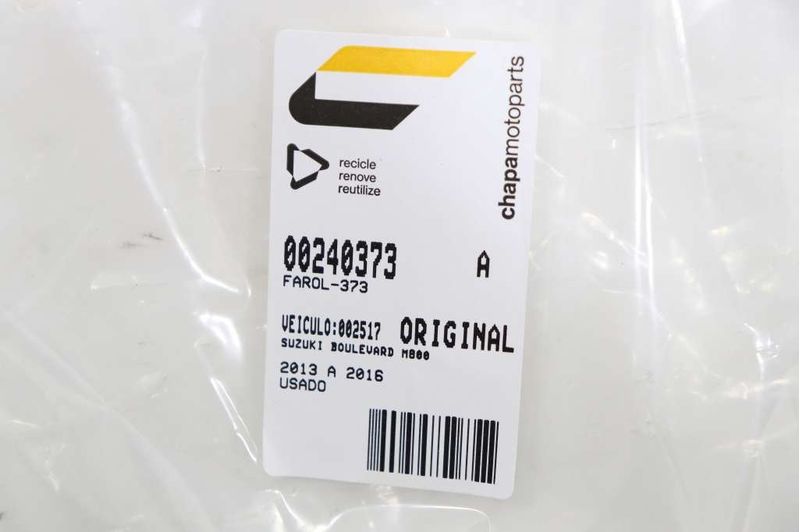 chapamotoparts
recicle
renove
reutilize
00240373 A
FAROL-373
VEICULO:002517 ORIGINAL
SUZUKI BOULEVARD M800
2013 A 2016
USADO